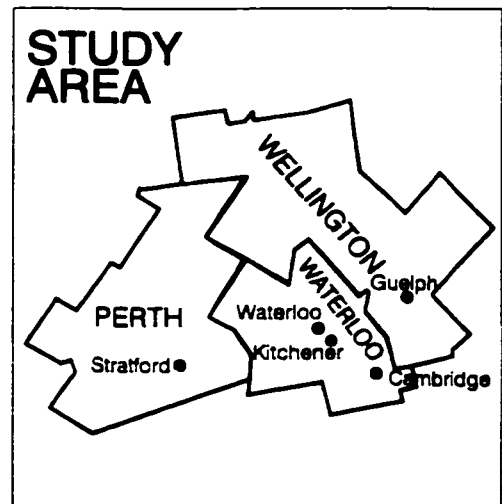 STUDY
AREA
WELLINGTON
Guelph
WATERLOO
Waterloo
PERTH
Kitchener
Stratford
Cambridge